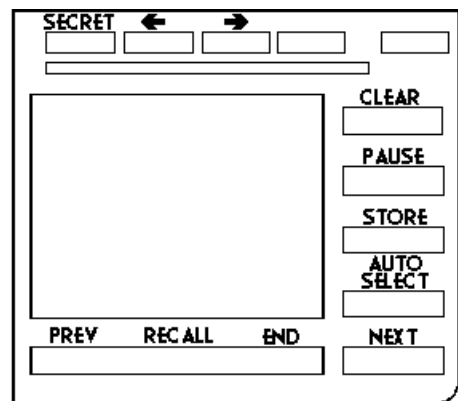 SECRET ← →
CLEAR
PAUSE
STORE
AUTO
SELECT
PREV RECALL END NEXT